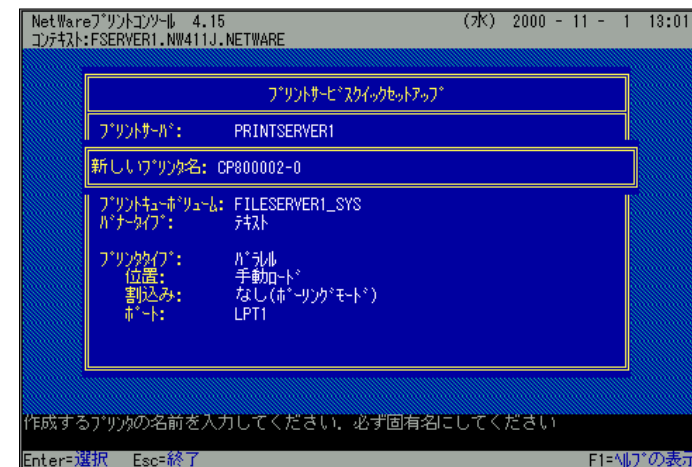 NetWareプリントコンソール 4.15 (水) 2000 - 11 - 1 13:01
コンテキスト:FSERVER1.NW411J.NETWARE
プリントサービスクイックセットアップ
プリントサーバ: PRINTSERVER1
新しいプリンタ名: CP800002-0
プリントキューボリューム: FILESERVER1_SYS
バナータイプ: テキスト
プリンタタイプ: パラレル
位置: 手動ロード
割込み: なし(ポーリングモード)
ポート: LPT1
作成するプリンタの名前を入力してください. 必ず固有名にしてください
Enter=選択 Esc=終了 F1=ヘルプの表示